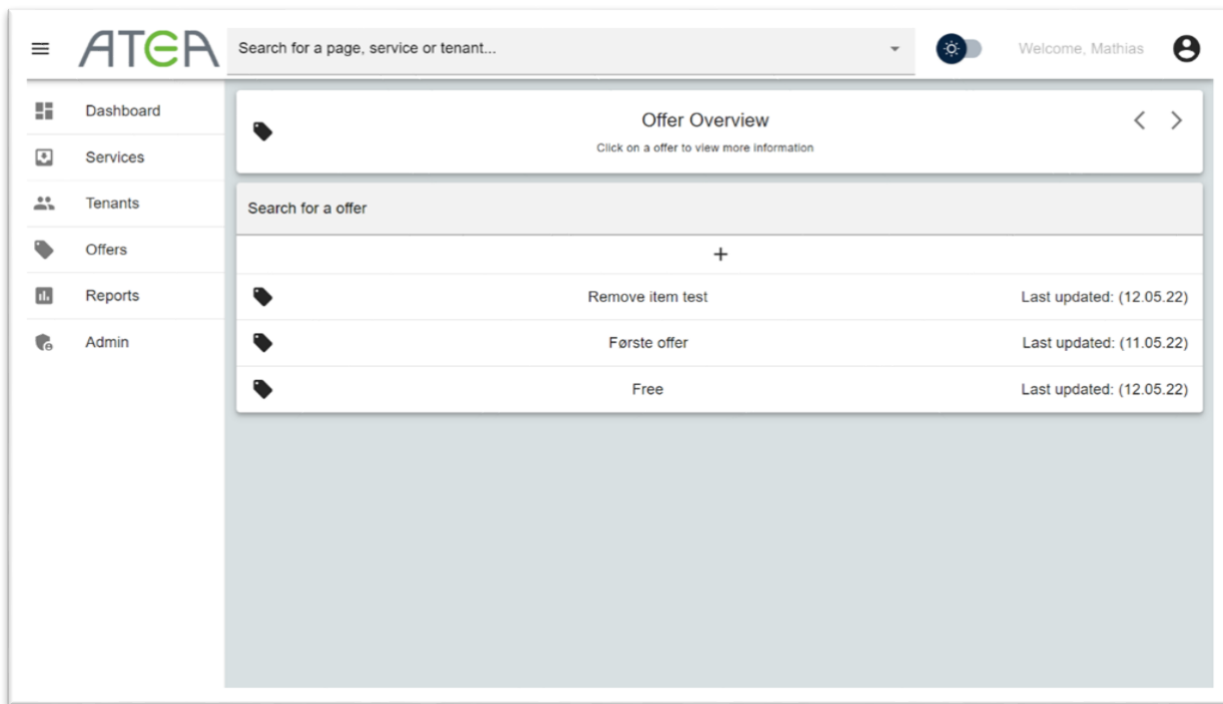 ATEA
Search for a page, service or tenant...
Welcome, Mathias
Dashboard
Services
Tenants
Offers
Reports
Admin
Offer Overview
Click on a offer to view more information
Search for a offer
+
Remove item test Last updated: (12.05.22)
Første offer Last updated: (11.05.22)
Free Last updated: (12.05.22)